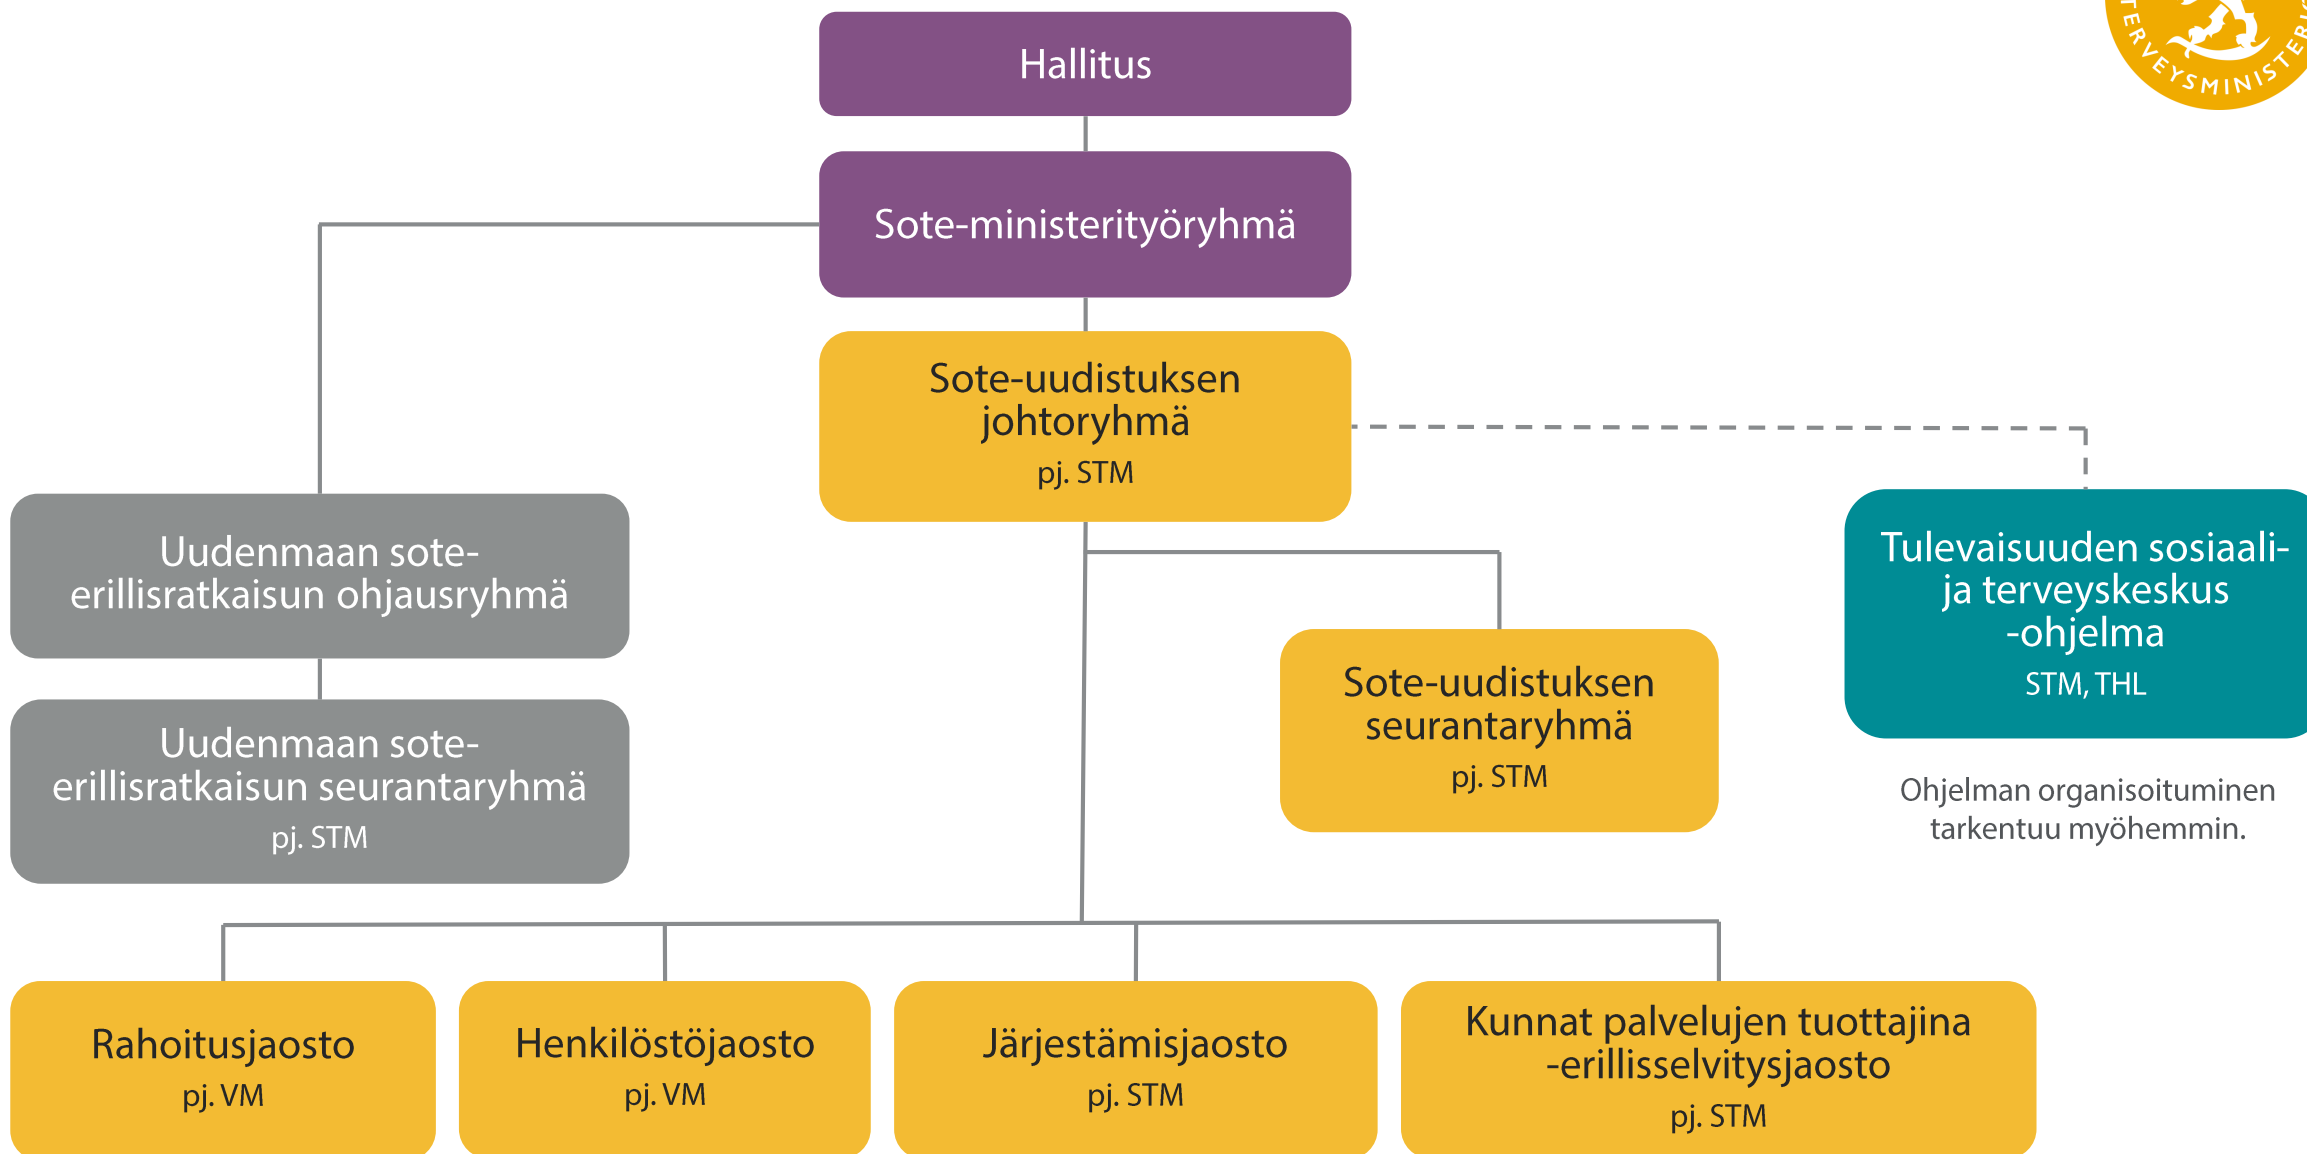 Hallitus
TERVEYSMINISTERI
Sote-ministerityöryhmä
Sote-uudistuksen
johtoryhmä
pj. STM
Uudenmaan sote-
erillisratkaisun ohjausryhmä
Uudenmaan sote-
erillisratkaisun seurantaryhmä
pj. STM
Sote-uudistuksen
seurantaryhmä
pj. STM
Tulevaisuuden sosiaali-
ja terveyskeskus
-ohjelma
STM, THL
Ohjelman organisoituminen
tarkentuu myöhemmin.
Rahoitusjaosto
pj. VM
Henkilöstöjaosto
pj. VM
Järjestämisjaosto
pj. STM
Kunnat palvelujen tuottajina
-erillisselvitysjaosto
pj. STM